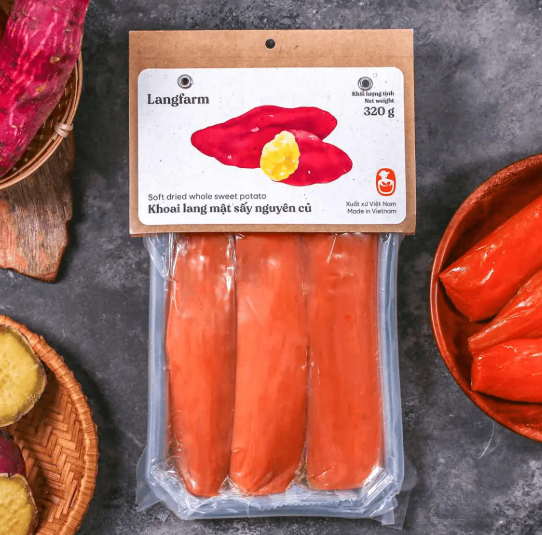 Langfarm
Khối lượng tịnh
Net weight
320 g
Soft dried whole sweet potato
Khoai lang mật sấy nguyên củ
Xuất xứ Việt Nam
Made in Vietnam